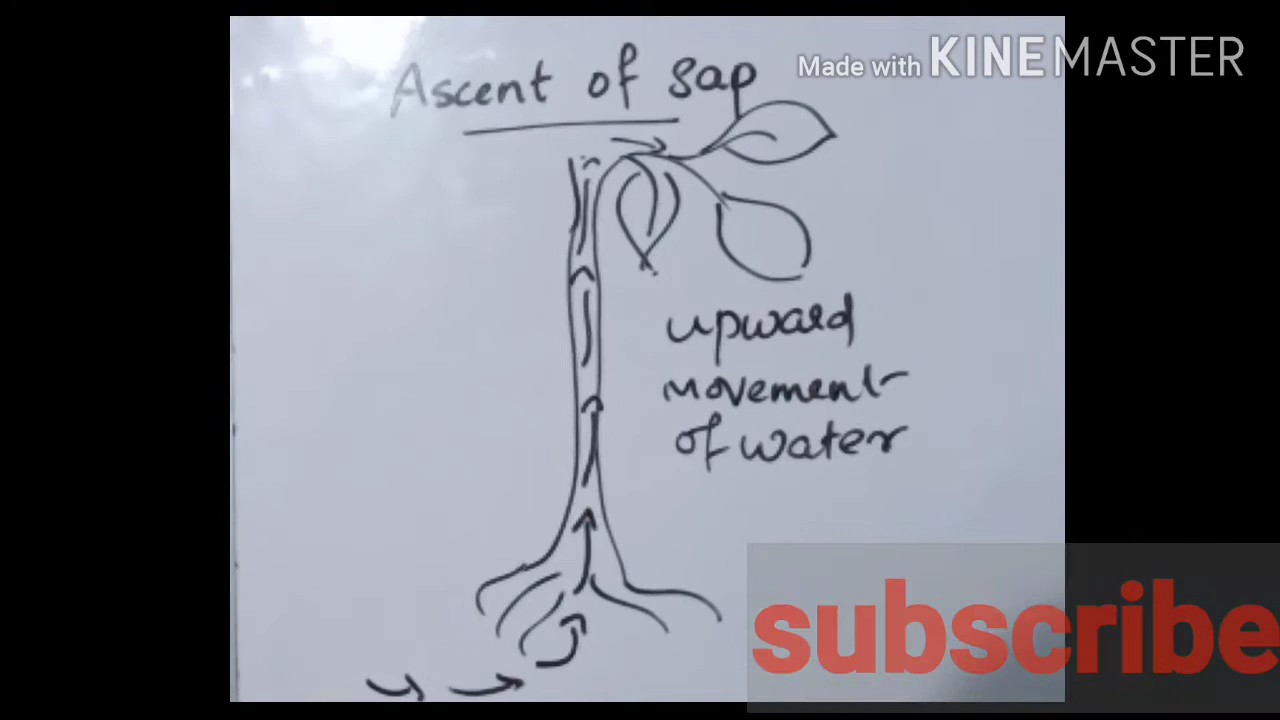 Ascent of sap
Made with KINEMASTER
upward
movement
of water
subscribe